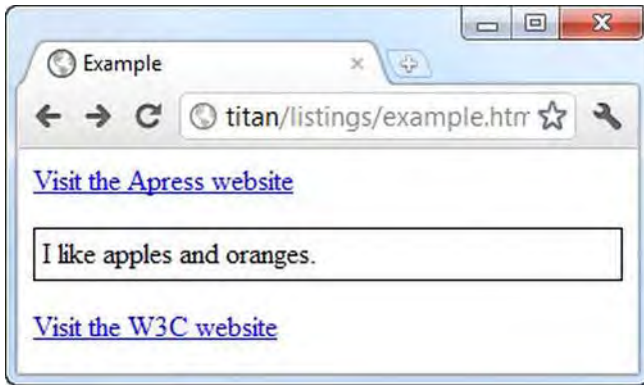 Example
titan/listings/example.htm
Visit the Apress website
I like apples and oranges.
Visit the W3C website